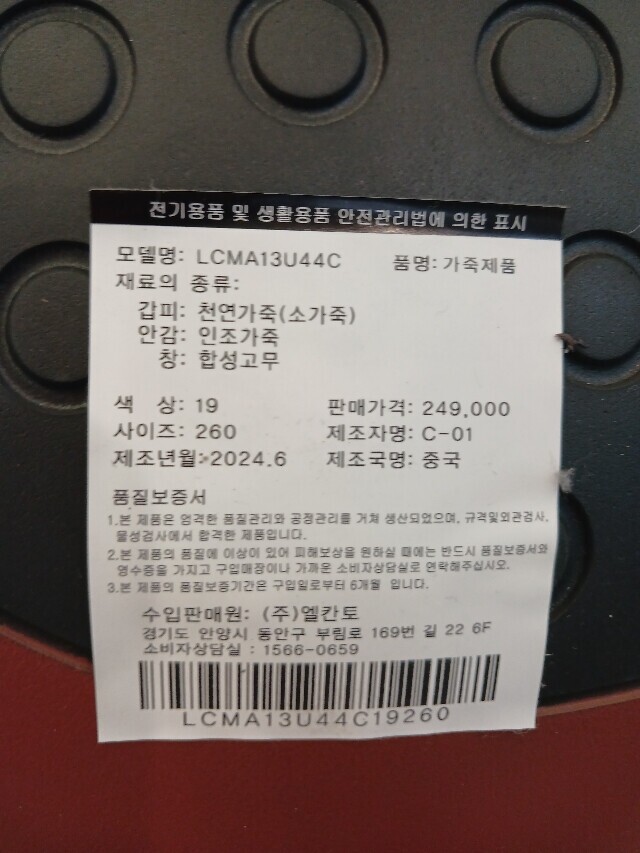 전기용품 및 생활용품 안전관리법에 의한 표시
모델명: LCMA13U44C 품명: 가죽제품
재료의 종류:
갑피: 천연가죽(소가죽)
안감: 인조가죽
창: 합성고무
색 상: 19 판매가격: 249,000
사이즈: 260 제조자명: C-01
제조년월: 2024.6 제조국명: 중국
품질보증서
1.본 제품은 엄격한 품질관리와 공정관리를 거쳐 생산되었으며, 규격및외관검사,
물성검사에서 합격한 제품입니다.
2.본 제품의 품질에 이상이 있어 피해보상을 원하실 때에는 반드시 품질보증서와
영수증을 가지고 구입매장이나 가까운 소비자상담실로 연락해주십시오.
3.본 제품의 품질보증기간은 구입일로부터 6개월 입니다.
수입판매원: (주)엘칸토
경기도 안양시 동안구 부림로 169번 길 22 6F
소비자상담실 : 1566-0659
LCMA13U44C19260